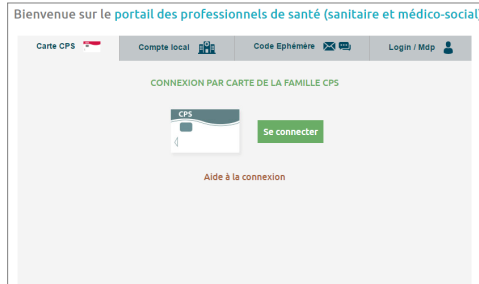 Bienvenue sur le portail des professionnels de santé (sanitaire et médico-social)
Carte CPS Compte local Code Ephémère Login / Mdp
CONNEXION PAR CARTE DE LA FAMILLE CPS
CPS
Se connecter
Aide à la connexion